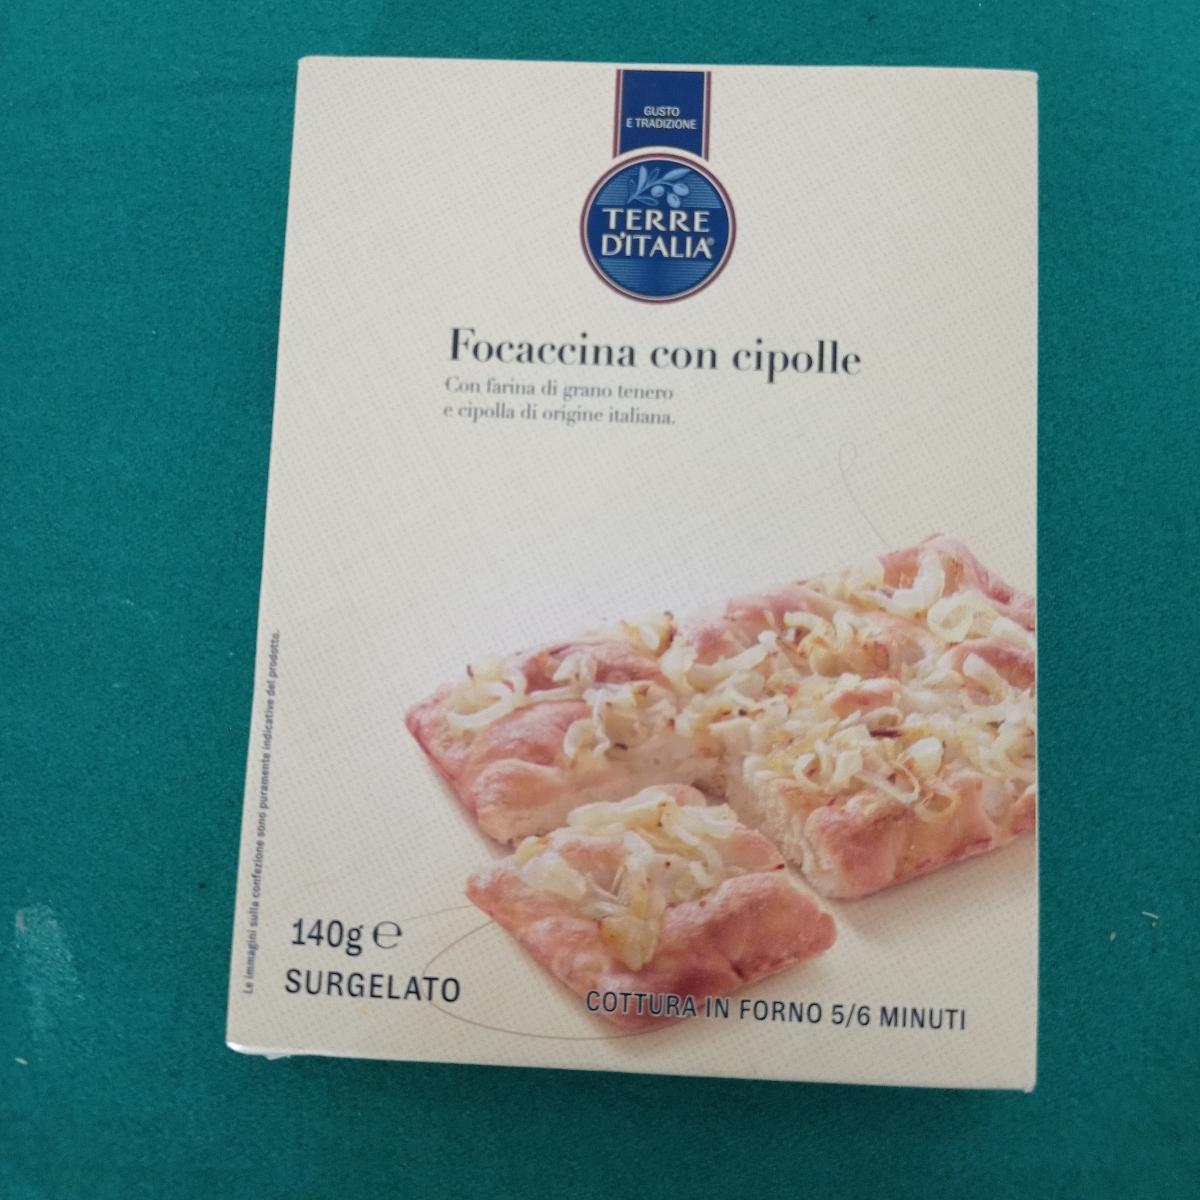 GUSTO
E TRADIZIONE
TERRE
D'ITALIA®
Focaccina con cipolle
Con farina di grano tenero
e cipolla di origine italiana.
Le immagini sulla confezione sono puramente indicative del prodotto.
140g ℮
SURGELATO
COTTURA IN FORNO 5/6 MINUTI